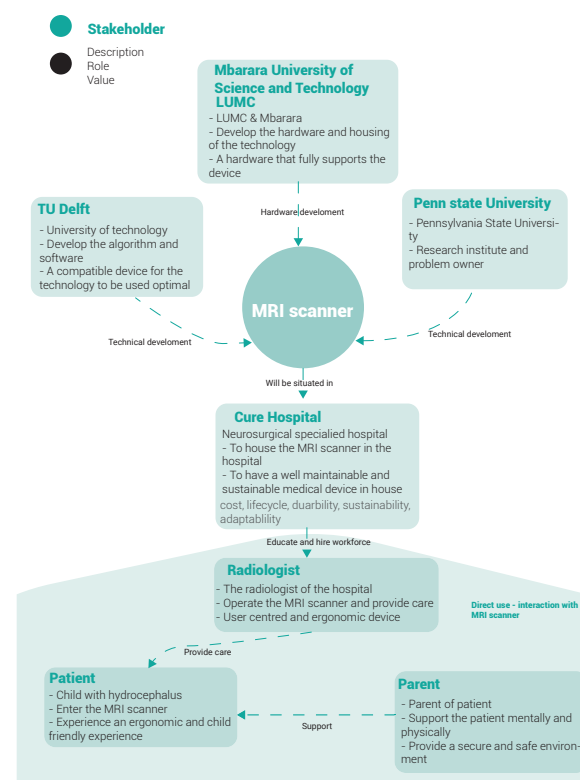 Stakeholder
Description
Role
Value
Mbarara University of
Science and Technology
LUMC
- LUMC & Mbarara
- Develop the hardware and housing
of the technology
- A hardware that fully supports the
device
Hardware develoment
TU Delft
- University of technology
- Develop the algorithm and
software
- A compatible device for the
technology to be used optimal
Penn state University
- Pennsylvania State Universi-
ty
- Research institute and
problem owner
MRI scanner
Technical develoment
Technical develoment
Will be situated in
Cure Hospital
Neurosurgical specialied hospital
- To house the MRI scanner in the
hospital
- To have a well maintainable and
sustainable medical device in house
cost, lifecycle, duarbility, sustainability,
adaptablility
Educate and hire workforce
Radiologist
- The radiologist of the hospital
- Operate the MRI scanner and provide care
- User centred and ergonomic device
Direct use - interaction with
MRI scanner
Provide care
Patient
- Child with hydrocephalus
- Enter the MRI scanner
- Experience an ergonomic and child
friendly experience
Support
Parent
- Parent of patient
- Support the patient mentally and
physically
- Provide a secure and safe environ-
ment